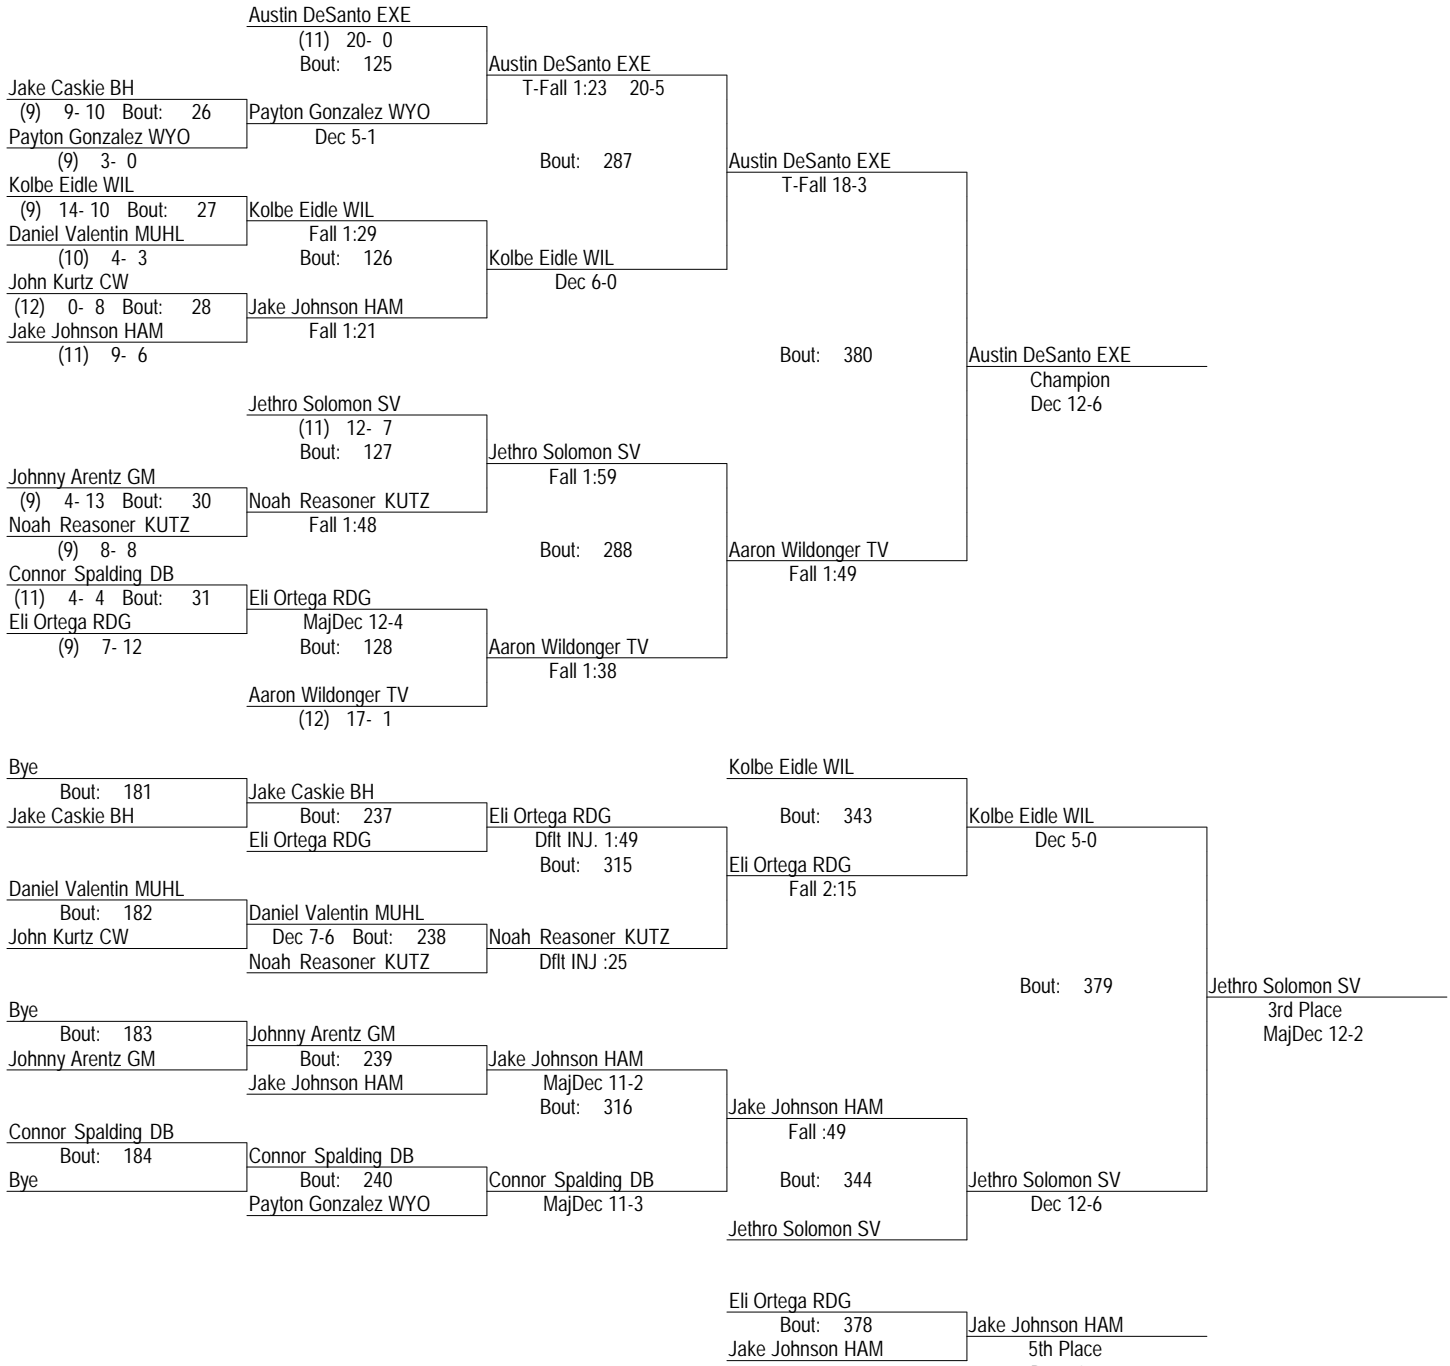 Austin DeSanto EXE
(11) 20- 0
Bout: 125
Austin DeSanto EXE
T-Fall 1:23 20-5
Jake Caskie BH
(9) 9- 10 Bout: 26
Payton Gonzalez WYO
Payton Gonzalez WYO
Dec 5-1
(9) 3- 0
Bout: 287
Austin DeSanto EXE
T-Fall 18-3
Kolbe Eidle WIL
(9) 14- 10 Bout: 27
Kolbe Eidle WIL
Daniel Valentin MUHL
Fall 1:29
(10) 4- 3
Bout: 126
Kolbe Eidle WIL
Dec 6-0
John Kurtz CW
(12) 0- 8 Bout: 28
Jake Johnson HAM
Jake Johnson HAM
Fall 1:21
(11) 9- 6
Bout: 380
Austin DeSanto EXE
Champion
Dec 12-6
Jethro Solomon SV
(11) 12- 7
Bout: 127
Jethro Solomon SV
Fall 1:59
Johnny Arentz GM
(9) 4- 13 Bout: 30
Noah Reasoner KUTZ
Noah Reasoner KUTZ
Fall 1:48
(9) 8- 8
Bout: 288
Aaron Wildonger TV
Fall 1:49
Connor Spalding DB
(11) 4- 4 Bout: 31
Eli Ortega RDG
Eli Ortega RDG
MajDec 12-4
(9) 7- 12
Bout: 128
Aaron Wildonger TV
Fall 1:38
Aaron Wildonger TV
(12) 17- 1
Bye
Bout: 181
Jake Caskie BH
Jake Caskie BH
Bout: 237
Eli Ortega RDG
Eli Ortega RDG
Dflt INJ. 1:49
Bout: 315
Kolbe Eidle WIL
Bout: 343
Kolbe Eidle WIL
Dec 5-0
Eli Ortega RDG
Fall 2:15
Daniel Valentin MUHL
Bout: 182
John Kurtz CW
Daniel Valentin MUHL
Dec 7-6 Bout: 238
Noah Reasoner KUTZ
Noah Reasoner KUTZ
Dflt INJ :25
Bout: 379
Jethro Solomon SV
3rd Place
MajDec 12-2
Bye
Bout: 183
Johnny Arentz GM
Johnny Arentz GM
Bout: 239
Jake Johnson HAM
Jake Johnson HAM
MajDec 11-2
Bout: 316
Jake Johnson HAM
Fall :49
Connor Spalding DB
Bout: 184
Bye
Connor Spalding DB
Bout: 240
Payton Gonzalez WYO
Connor Spalding DB
MajDec 11-3
Bout: 344
Jethro Solomon SV
Dec 12-6
Jethro Solomon SV
Eli Ortega RDG
Bout: 378
Jake Johnson HAM
Jake Johnson HAM
5th Place